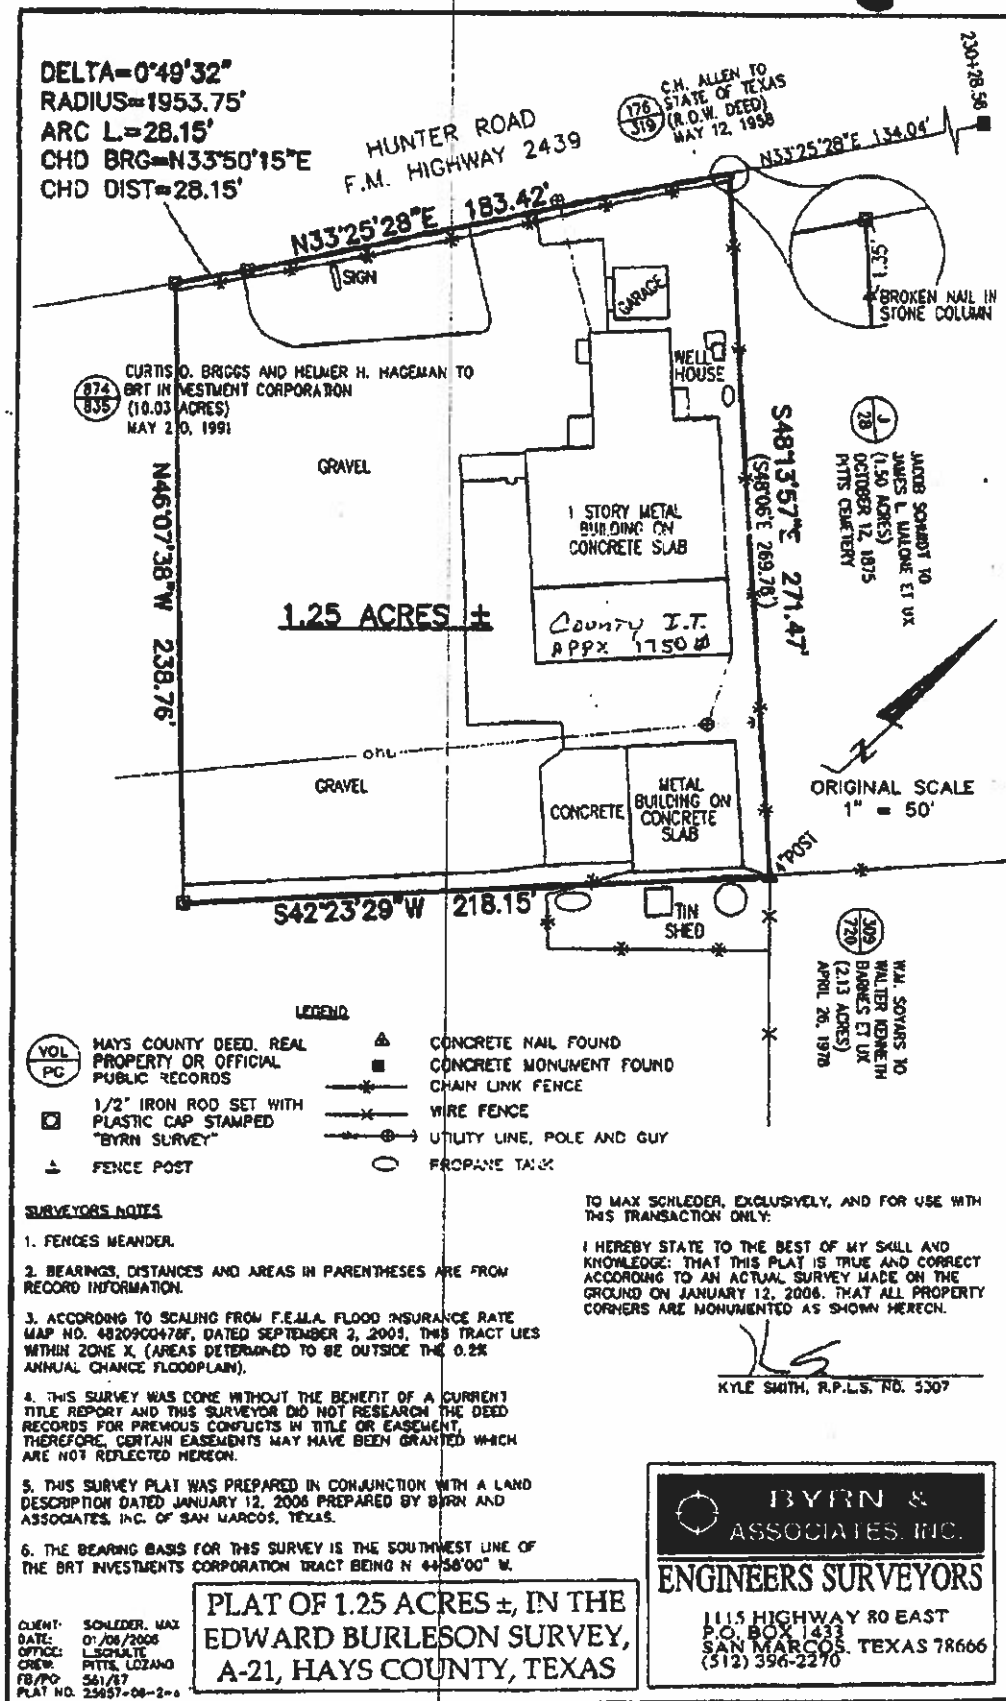 DELTA=0°49'32"
RADIUS=1953.75'
ARC L=28.15'
CHD BRG=N33°50'15"E
CHD DIST=28.15'
HUNTER ROAD
F.M. HIGHWAY 2439
176
319
C.H. ALLEN TO
STATE OF TEXAS
(R.O.W. DEED)
MAY 12, 1958
230+28.56
N33°25'28"E 134.04'
N33°25'28"E 183.42'
SIGN
GARAGE
1.35'
BROKEN NAIL IN
STONE COLUMN
WELL
HOUSE
874
835
CURTIS O. BRIGGS AND HELMER H. HAGEMAN TO
BRT INVESTMENT CORPORATION
(10.03 ACRES)
MAY 20, 1991
J
28
JACOB SCHMIDT TO
JAMES L. MALONE ET UX
(1.50 ACRES)
OCTOBER 12, 1875
PITTS CEMETERY
GRAVEL
N46°07'38"W 238.76'
S48°13'57"E 271.47'
(S48°06'E 269.78')
1 STORY METAL
BUILDING ON
CONCRETE SLAB
1.25 ACRES ±
County I.T.
APPX 1750
OHL
GRAVEL
CONCRETE
METAL
BUILDING ON
CONCRETE
SLAB
N
ORIGINAL SCALE
1" = 50'
4" POST
S42°23'29"W 218.15'
TIN
SHED
309
720
W.M. SOYARS TO
WALTER KENNETH
BARNES ET UX
(2.13 ACRES)
APRIL 26, 1978
LEGEND
VOL
PG
HAYS COUNTY DEED, REAL
PROPERTY OR OFFICIAL
PUBLIC RECORDS
1/2" IRON ROD SET WITH
PLASTIC CAP STAMPED
"BYRN SURVEY"
FENCE POST
CONCRETE NAIL FOUND
CONCRETE MONUMENT FOUND
CHAIN LINK FENCE
WIRE FENCE
UTILITY LINE, POLE AND GUY
PROPANE TANK
SURVEYORS NOTES
1. FENCES MEANDER.
2. BEARINGS, DISTANCES AND AREAS IN PARENTHESES ARE FROM
RECORD INFORMATION.
3. ACCORDING TO SCALING FROM F.E.M.A. FLOOD INSURANCE RATE
MAP NO. 48209C0478F, DATED SEPTEMBER 2, 2005, THIS TRACT LIES
WITHIN ZONE X, (AREAS DETERMINED TO BE OUTSIDE THE 0.2%
ANNUAL CHANCE FLOODPLAIN).
4. THIS SURVEY WAS DONE WITHOUT THE BENEFIT OF A CURRENT
TITLE REPORT AND THIS SURVEYOR DID NOT RESEARCH THE DEED
RECORDS FOR PREVIOUS CONFLICTS IN TITLE OR EASEMENT,
THEREFORE, CERTAIN EASEMENTS MAY HAVE BEEN GRANTED WHICH
ARE NOT REFLECTED HEREON.
5. THIS SURVEY PLAT WAS PREPARED IN CONJUNCTION WITH A LAND
DESCRIPTION DATED JANUARY 12, 2006 PREPARED BY BYRN AND
ASSOCIATES, INC. OF SAN MARCOS, TEXAS.
6. THE BEARING BASIS FOR THIS SURVEY IS THE SOUTHWEST LINE OF
THE BRT INVESTMENTS CORPORATION TRACT BEING N 44°58'00" W.
TO MAX SCHLEDER, EXCLUSIVELY, AND FOR USE WITH
THIS TRANSACTION ONLY:
I HEREBY STATE TO THE BEST OF MY SKILL AND
KNOWLEDGE: THAT THIS PLAT IS TRUE AND CORRECT
ACCORDING TO AN ACTUAL SURVEY MADE ON THE
GROUND ON JANUARY 12, 2006. THAT ALL PROPERTY
CORNERS ARE MONUMENTED AS SHOWN HEREON.
KYLE SMITH, R.P.L.S. NO. 5307
CLIENT: SCHLEDER, MAX
DATE: 01/06/2006
OFFICE: L.SCHULTE
CREW: PITTS, LOZANO
FB/PG: 561/87
PLAT NO. 25957-06-2-a
PLAT OF 1.25 ACRES ±, IN THE
EDWARD BURLESON SURVEY,
A-21, HAYS COUNTY, TEXAS
BYRN &
ASSOCIATES, INC.
ENGINEERS SURVEYORS
1115 HIGHWAY 80 EAST
P.O. BOX 1433
SAN MARCOS, TEXAS 78666
(512) 396-2270